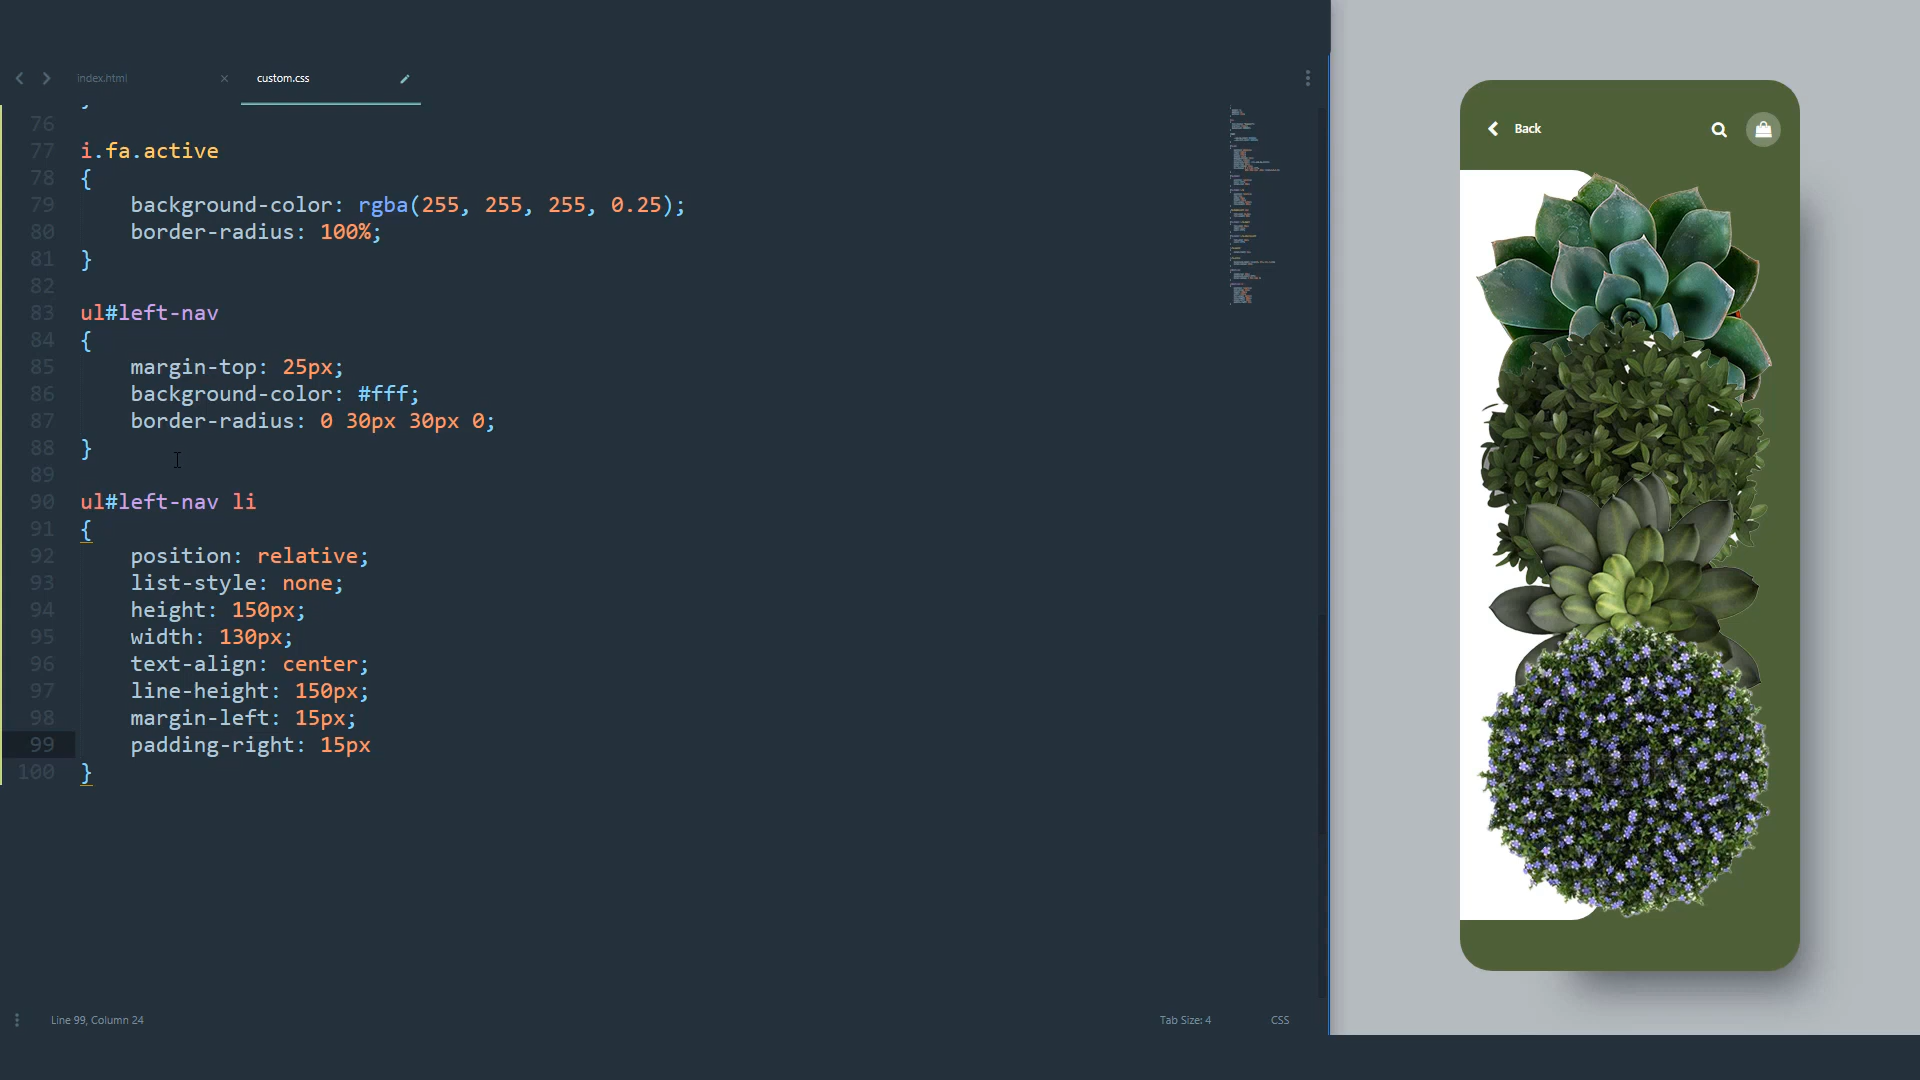 index.html
custom.css
76
77 i.fa.active
78 {
79 background-color: rgba(255, 255, 255, 0.25);
80 border-radius: 100%;
81 }
82
83 ul#left-nav
84 {
85 margin-top: 25px;
86 background-color: #fff;
87 border-radius: 0 30px 30px 0;
88 }
89
90 ul#left-nav li
91 {
92 position: relative;
93 list-style: none;
94 height: 150px;
95 width: 130px;
96 text-align: center;
97 line-height: 150px;
98 margin-left: 15px;
99 padding-right: 15px
100 }
Line 99, Column 24
Tab Size: 4
CSS
Back